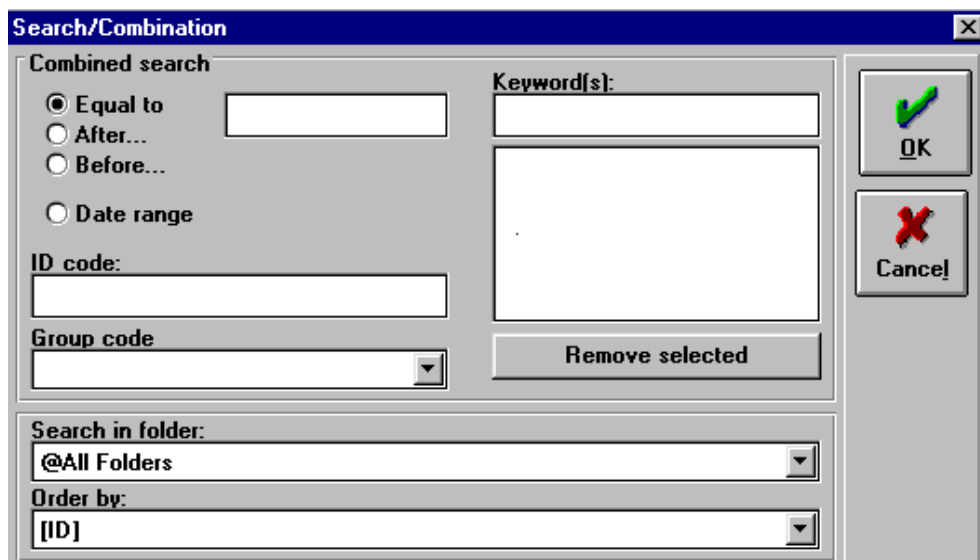 Search/Combination
Combined search
Equal to
After...
Before...
Date range
ID code:
Group code
Keyword(s):
Remove selected
Search in folder:
@All Folders
Order by:
[ID]
OK
Cancel